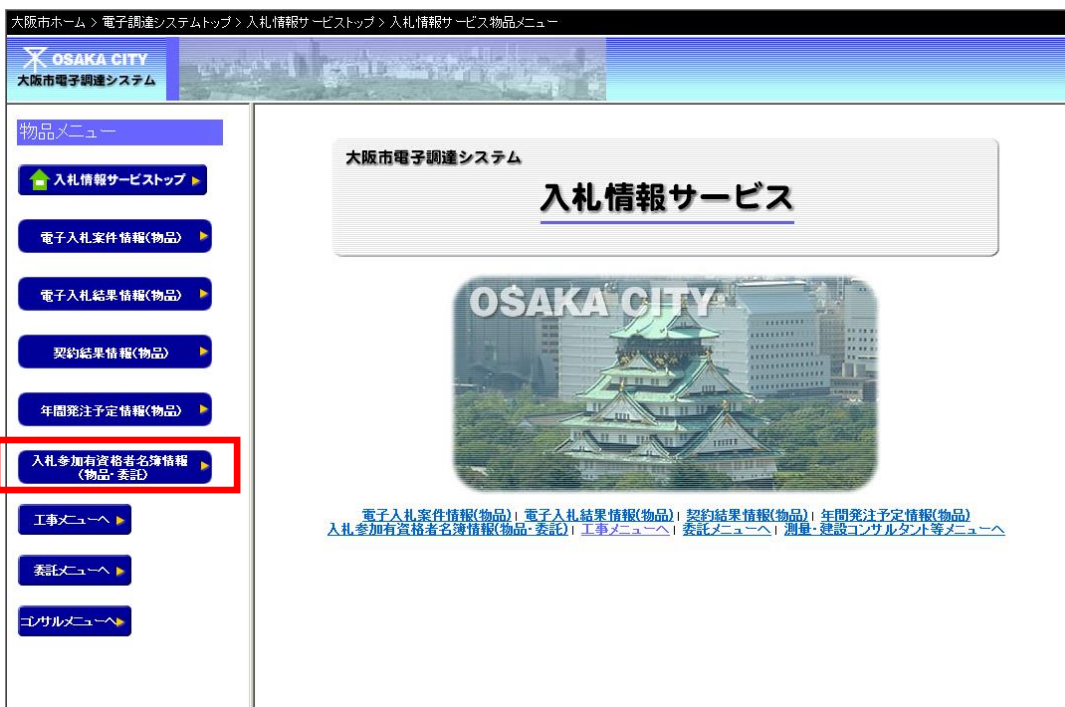 大阪市ホーム > 電子調達システムトップ > 入札情報サービストップ > 入札情報サービス物品メニュー
OSAKA CITY
大阪市電子調達システム
物品メニュー
入札情報サービストップ
電子入札案件情報(物品)
電子入札結果情報(物品)
契約結果情報(物品)
年間発注予定情報(物品)
入札参加有資格者名簿情報
(物品・委託)
工事メニューへ
委託メニューへ
コンサルメニューへ
大阪市電子調達システム
入札情報サービス
OSAKA CITY
電子入札案件情報(物品) | 電子入札結果情報(物品) | 契約結果情報(物品) | 年間発注予定情報(物品)
入札参加有資格者名簿情報(物品・委託) | 工事メニューへ | 委託メニューへ | 測量・建設コンサルタント等メニューへ